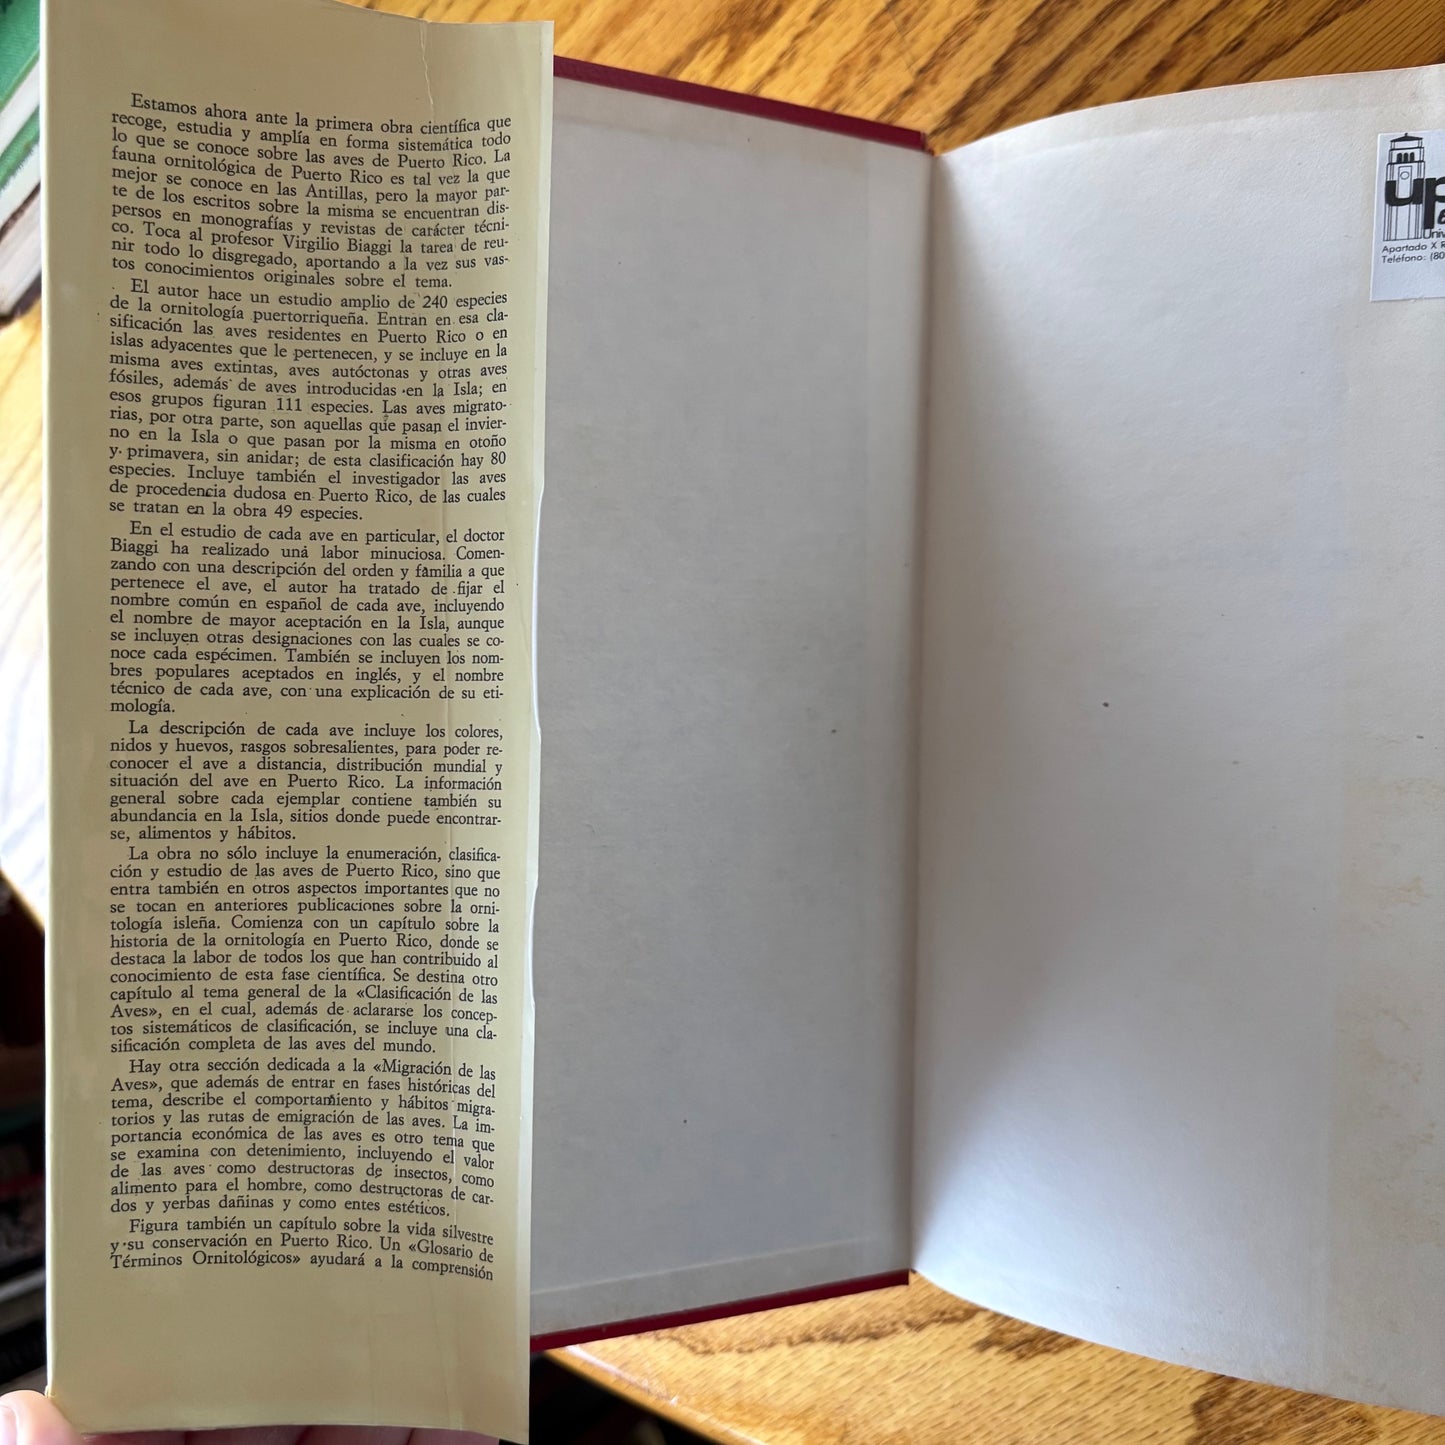 Estamos ahora ante la primera obra científica que
recoge, estudia y amplía en forma sistemática todo
lo que se conoce sobre las aves de Puerto Rico. La
fauna ornitológica de Puerto Rico es tal vez la que
mejor se conoce en las Antillas, pero la mayor par-
te de los escritos sobre la misma se encuentran dis-
persos en monografías y revistas de carácter técni-
co. Toca al profesor Virgilio Biaggi la tarea de reu-
nir todo lo disgregado, aportando a la vez sus vas-
tos conocimientos originales sobre el tema.
El autor hace un estudio amplio de 240 especies
de la ornitología puertorriqueña. Entran en esa cla-
sificación las aves residentes en Puerto Rico o en
islas adyacentes que le pertenecen, y se incluye en la
misma aves extintas, aves autóctonas y otras aves
fósiles, además de aves introducidas en la Isla; en
esos grupos figuran 111 especies. Las aves migrato-
rias, por otra parte, son aquellas que pasan el invier-
no en la Isla o que pasan por la misma en otoño
y primavera, sin anidar; de esta clasificación hay 80
especies. Incluye también el investigador las aves
de procedencia dudosa en Puerto Rico, de las cuales
se tratan en la obra 49 especies.
En el estudio de cada ave en particular, el doctor
Biaggi ha realizado una labor minuciosa. Comen-
zando con una descripción del orden y familia a que
pertenece el ave, el autor ha tratado de fijar el
nombre común en español de cada ave, incluyendo
el nombre de mayor aceptación en la Isla, aunque
se incluyen otras designaciones con las cuales se co-
noce cada espécimen. También se incluyen los nom-
bres populares aceptados en inglés, y el nombre
técnico de cada ave, con una explicación de su eti-
mología.
La descripción de cada ave incluye los colores,
nidos y huevos, rasgos sobresalientes, para poder re-
conocer el ave a distancia, distribución mundial y
situación del ave en Puerto Rico. La información
general sobre cada ejemplar contiene también su
abundancia en la Isla, sitios donde puede encontrar-
se, alimentos y hábitos.
La obra no sólo incluye la enumeración, clasifica-
ción y estudio de las aves de Puerto Rico, sino que
entra también en otros aspectos importantes que no
se tocan en anteriores publicaciones sobre la orni-
tología isleña. Comienza con un capítulo sobre la
historia de la ornitología en Puerto Rico, donde se
destaca la labor de todos los que han contribuido al
conocimiento de esta fase científica. Se destina otro
capítulo al tema general de la «Clasificación de las
Aves», en el cual, además de aclararse los concep-
tos sistemáticos de clasificación, se incluye una cla-
sificación completa de las aves del mundo.
Hay otra sección dedicada a la «Migración de las
Aves», que además de entrar en fases históricas del
tema, describe el comportamiento y hábitos migra-
torios y las rutas de emigración de las aves. La im-
portancia económica de las aves es otro tema que
se examina con detenimiento, incluyendo el valor
de las aves como destructoras de insectos, como
alimento para el hombre, como destructoras de car-
dos y yerbas dañinas y como entes estéticos.
Figura también un capítulo sobre la vida silvestre
y su conservación en Puerto Rico. Un «Glosario de
Términos Ornitológicos» ayudará a la comprensión
up
Univ
Apartado X R
Teléfono: (80